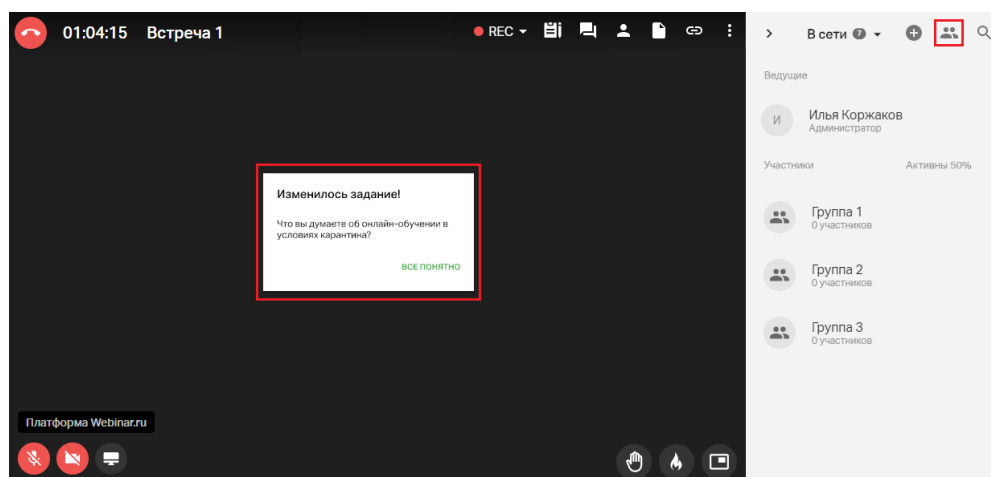 01:04:15 Встреча 1
REC
В сети 7
Ведущие
И
Илья Коржаков
Администратор
Участники Активны 50%
Группа 1
0 участников
Группа 2
0 участников
Группа 3
0 участников
Изменилось задание!
Что вы думаете об онлайн-обучении в
условиях карантина?
ВСЕ ПОНЯТНО
Платформа Webinar.ru